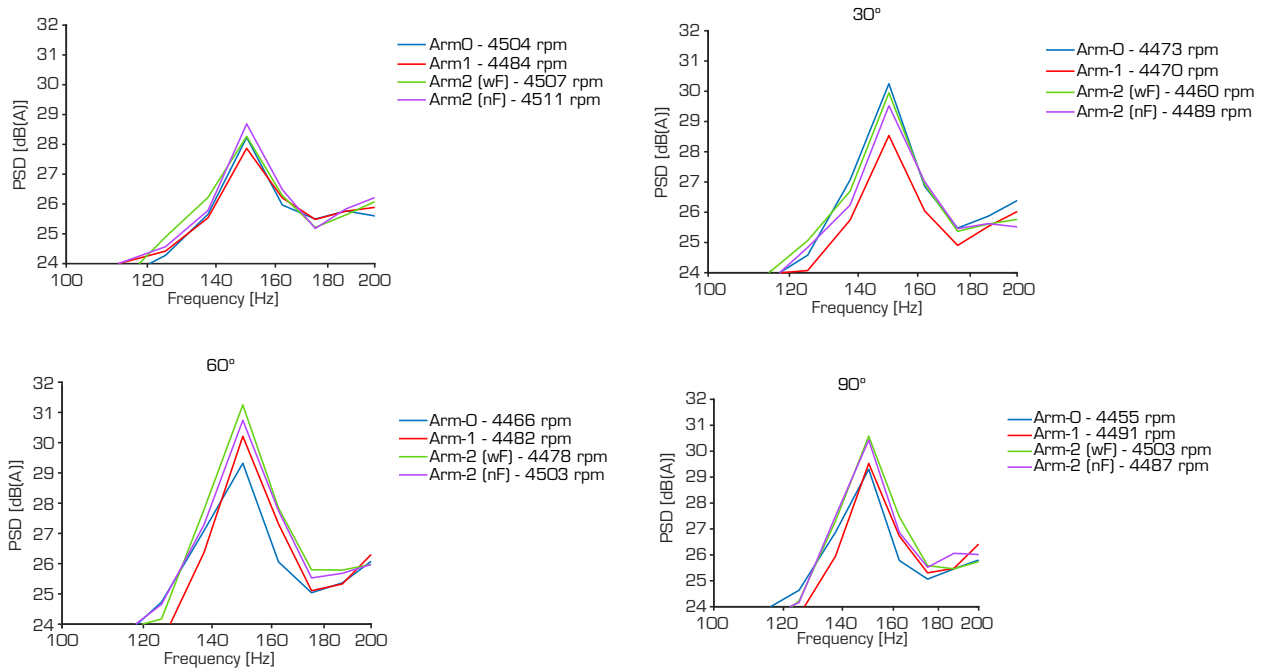 32
31
30
29
28
27
26
25
24
PSD [dB(A)]
100
120
140
160
180
200
Frequency [Hz]
Arm0 - 4504 rpm
Arm1 - 4484 rpm
Arm2 (wF) - 4507 rpm
Arm2 (nF) - 4511 rpm
30º
32
31
30
29
28
27
26
25
24
PSD [dB(A)]
100
120
140
160
180
200
Frequency [Hz]
Arm-0 - 4473 rpm
Arm-1 - 4470 rpm
Arm-2 (wF) - 4460 rpm
Arm-2 (nF) - 4489 rpm
60º
32
31
30
29
28
27
26
25
24
PSD [dB(A)]
100
120
140
160
180
200
Frequency [Hz]
Arm-0 - 4466 rpm
Arm-1 - 4482 rpm
Arm-2 (wF) - 4478 rpm
Arm-2 (nF) - 4503 rpm
90º
32
31
30
29
28
27
26
25
24
PSD [dB(A)]
100
120
140
160
180
200
Frequency [Hz]
Arm-0 - 4455 rpm
Arm-1 - 4491 rpm
Arm-2 (wF) - 4503 rpm
Arm-2 (nF) - 4487 rpm